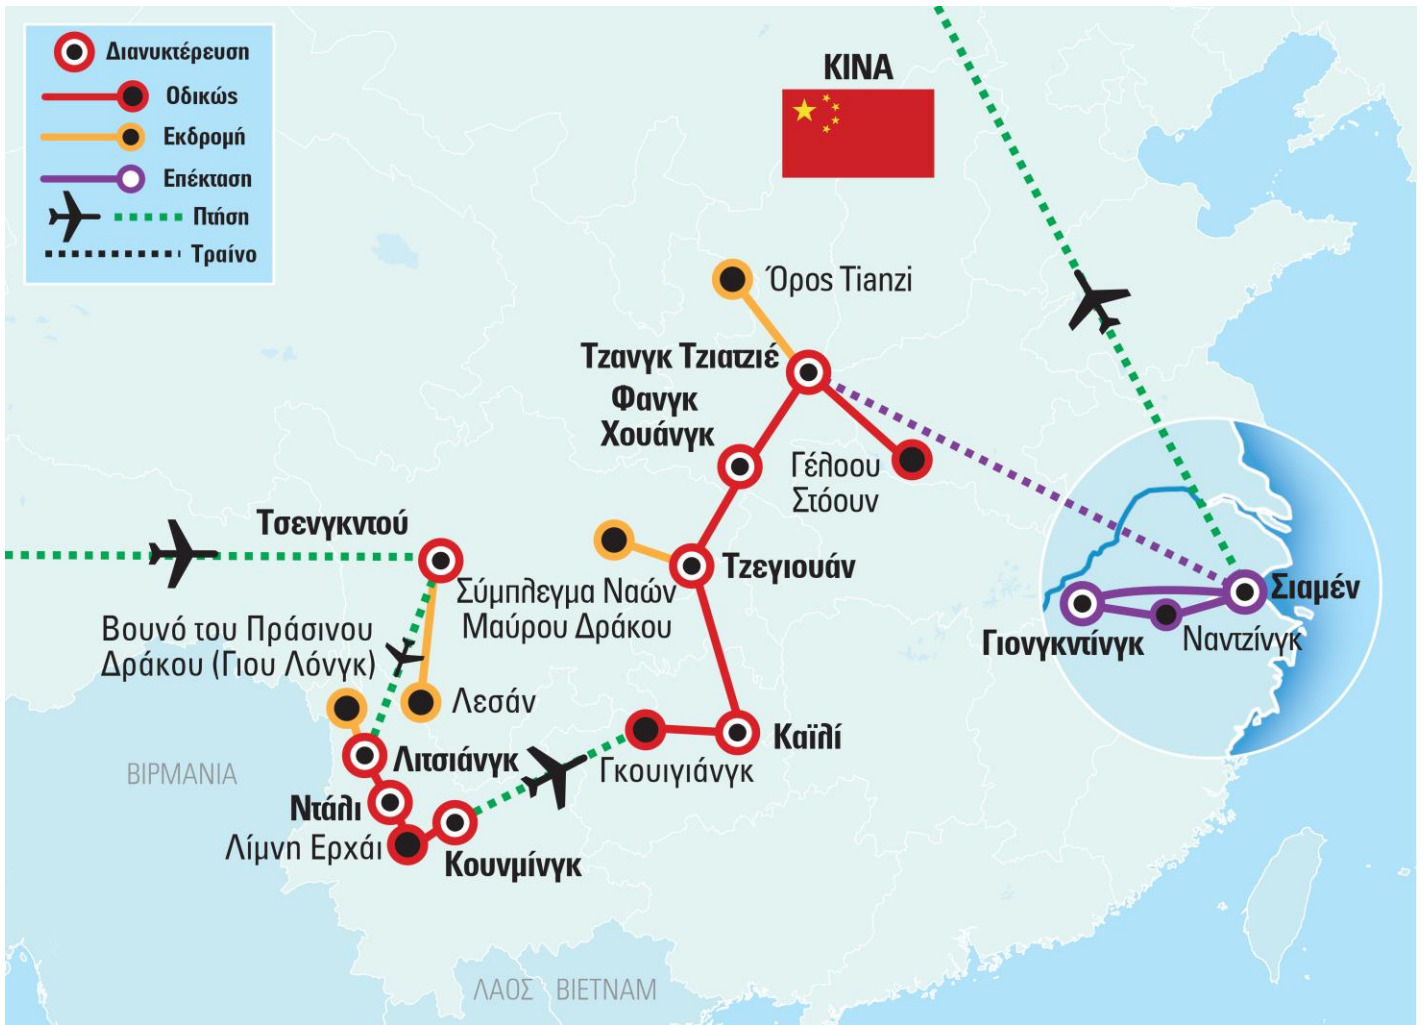 Διανυκτέρευση
Οδικώς
Εκδρομή
Επέκταση
Πτήση
Τραίνο
ΚΙΝΑ
Όρος Tianzi
Τζανγκ Τζιατζιέ
Φανγκ
Χουάνγκ
Γέλοου
Στόουν
Τσενγκντού
Τζεγιουάν
Σύμπλεγμα Ναών
Μαύρου Δράκου
Βουνό του Πράσινου
Δράκου (Γιου Λόνγκ)
Λεσάν
Σιαμέν
Γιονγκντίνγκ
Ναντζίνγκ
Λιτσιάνγκ
Καϊλί
Γκουιγιάνγκ
ΒΙΡΜΑΝΙΑ
Ντάλι
Λίμνη Ερχάι
Κουνμίνγκ
ΛΑΟΣ
ΒΙΕΤΝΑΜ